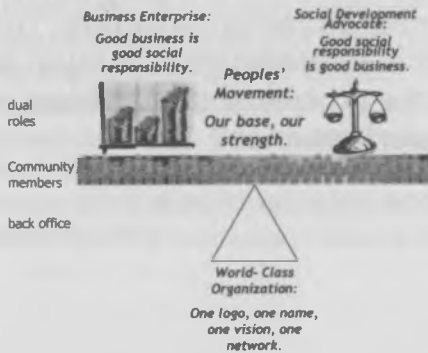 Business Enterprise:
Good business is
good social
responsibility.
Social Development
Advocate:
Good social
responsibility
is good business.
Peoples'
Movement:
Our base, our
strength.
dual
roles
Community
members
back office
World- Class
Organization:
One logo, one name,
one vision, one
network.